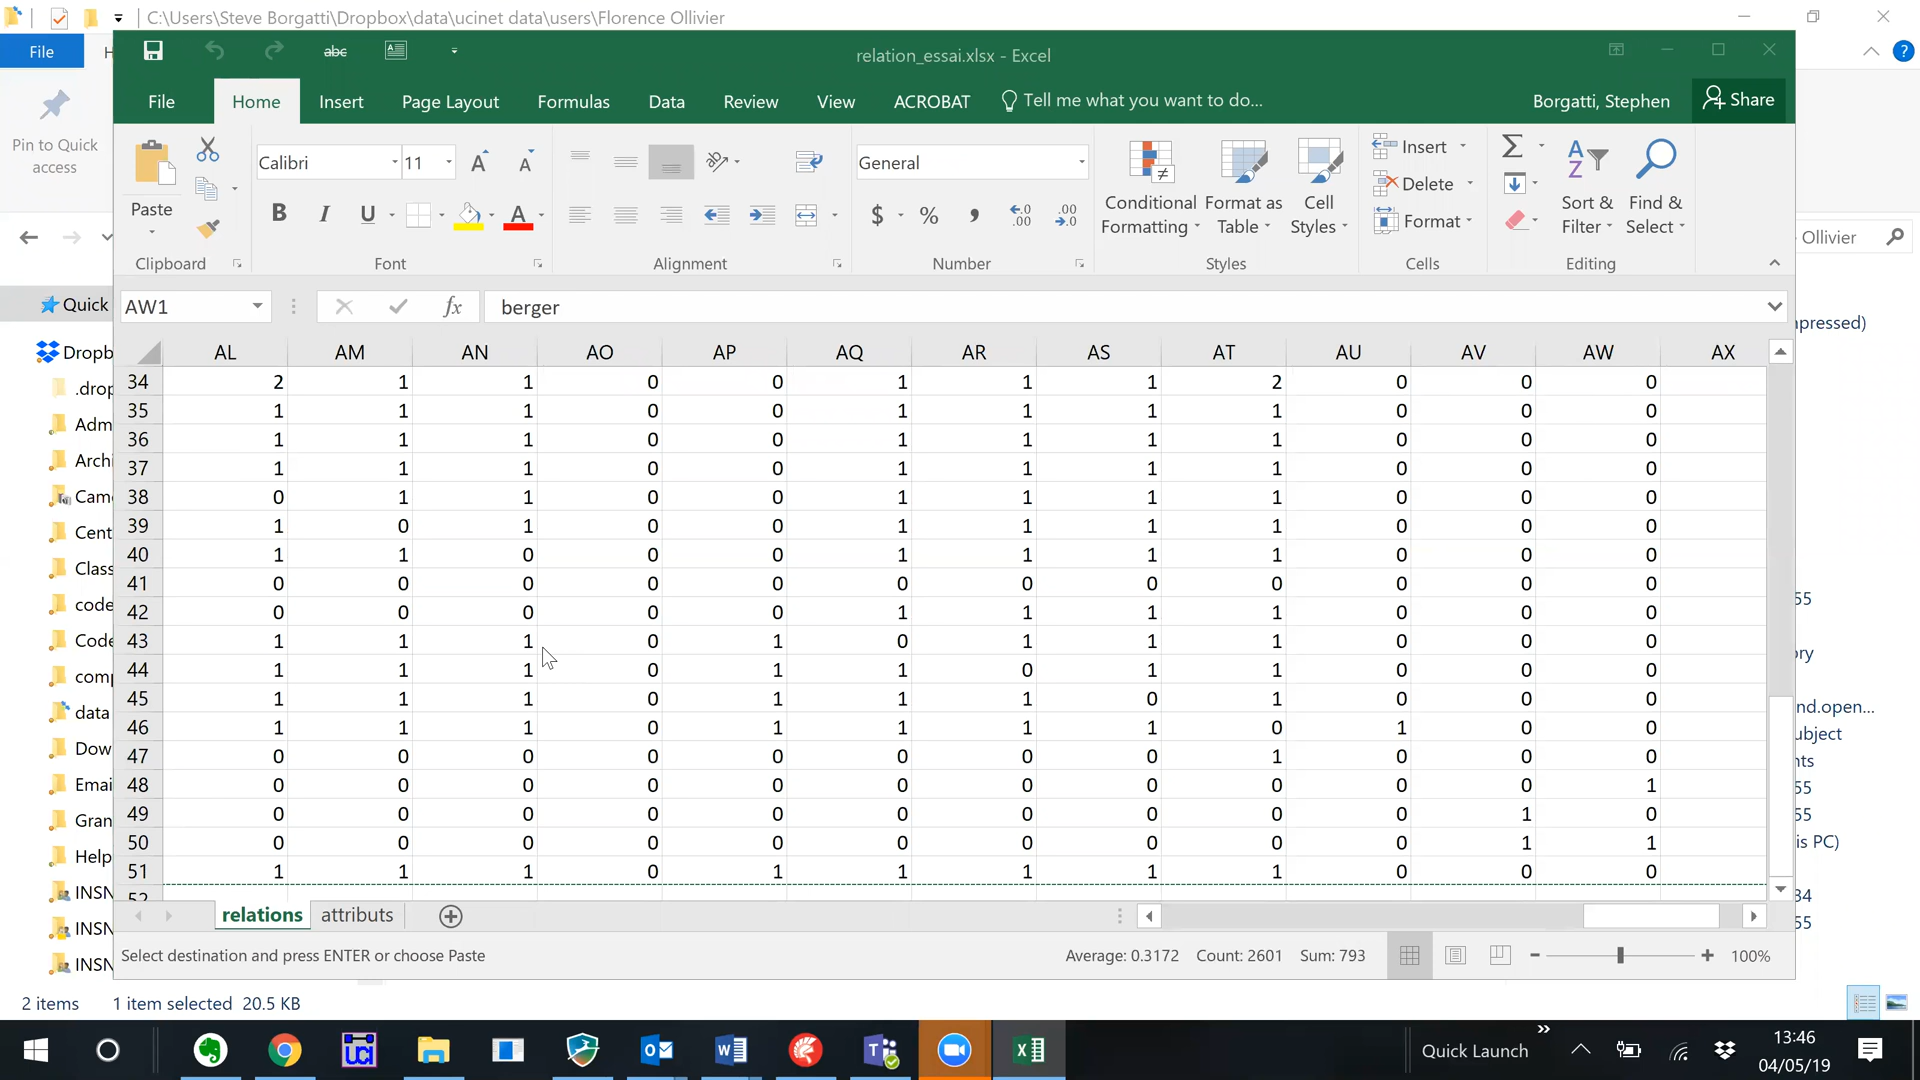 C:\Users\Steve Borgatti\Dropbox\data\ucinet data\users\Florence Ollivier
File
Pin to Quick access
abc
relation_essai.xlsx - Excel
File Home Insert Page Layout Formulas Data Review View ACROBAT Tell me what you want to do... Borgatti, Stephen Share
Calibri 11 General Insert
Delete
Paste B I U A $ % , Conditional Formatting Format as Table Cell Styles Format Sort & Filter Find & Select
Clipboard Font Alignment Number Styles Cells Editing
Ollivier
AW1 fx berger
Quick
AL AM AN AO AP AQ AR AS AT AU AV AW AX
34 2 1 1 0 0 1 1 1 2 0 0 0
35 1 1 1 0 0 1 1 1 1 0 0 0
36 1 1 1 0 0 1 1 1 1 0 0 0
37 1 1 1 0 0 1 1 1 1 0 0 0
38 0 1 1 0 0 1 1 1 1 0 0 0
39 1 0 1 0 0 1 1 1 1 0 0 0
40 1 1 0 0 0 1 1 1 1 0 0 0
41 0 0 0 0 0 0 0 0 0 0 0 0
42 0 0 0 0 0 1 1 1 1 0 0 0
43 1 1 1 0 1 0 1 1 1 0 0 0
44 1 1 1 0 1 1 0 1 1 0 0 0
45 1 1 1 0 1 1 1 0 1 0 0 0
46 1 1 1 0 1 1 1 1 0 1 0 0
47 0 0 0 0 0 0 0 0 1 0 0 0
48 0 0 0 0 0 0 0 0 0 0 0 1
49 0 0 0 0 0 0 0 0 0 0 1 0
50 0 0 0 0 0 0 0 0 0 0 1 1
51 1 1 1 0 1 1 1 1 1 0 0 0
52
relations attributs
Select destination and press ENTER or choose Paste Average: 0.3172 Count: 2601 Sum: 793 100%
Dropb
.drop
Adm
Archi
Came
Cent
Class
code
Code
comp
data
Dow
Emai
Gran
Help
INSN
INSN
INSN
npressed)
55
ry
nd.open...
ubject
nts
55
55
is PC)
34
55
2 items 1 item selected 20.5 KB
UCI
Quick Launch
13:46
04/05/19